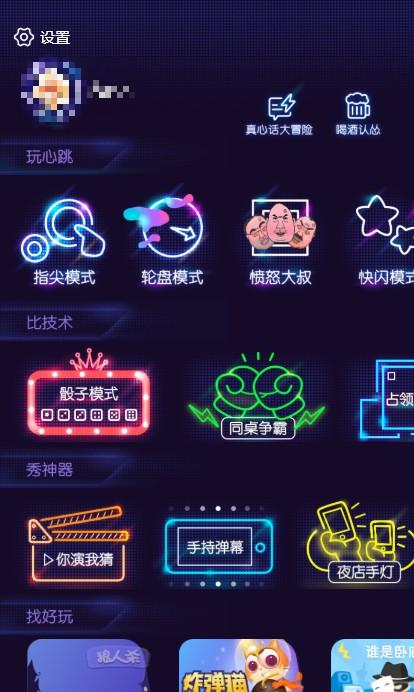 设置
真心话大冒险 喝酒认怂
玩心跳
指尖模式 轮盘模式 愤怒大叔 快闪模式
比技术
骰子模式
同桌争霸
占领
秀神器
你演我猜 手持弹幕
夜店手灯
找好玩
狼人杀 炸弹猫 谁是卧底